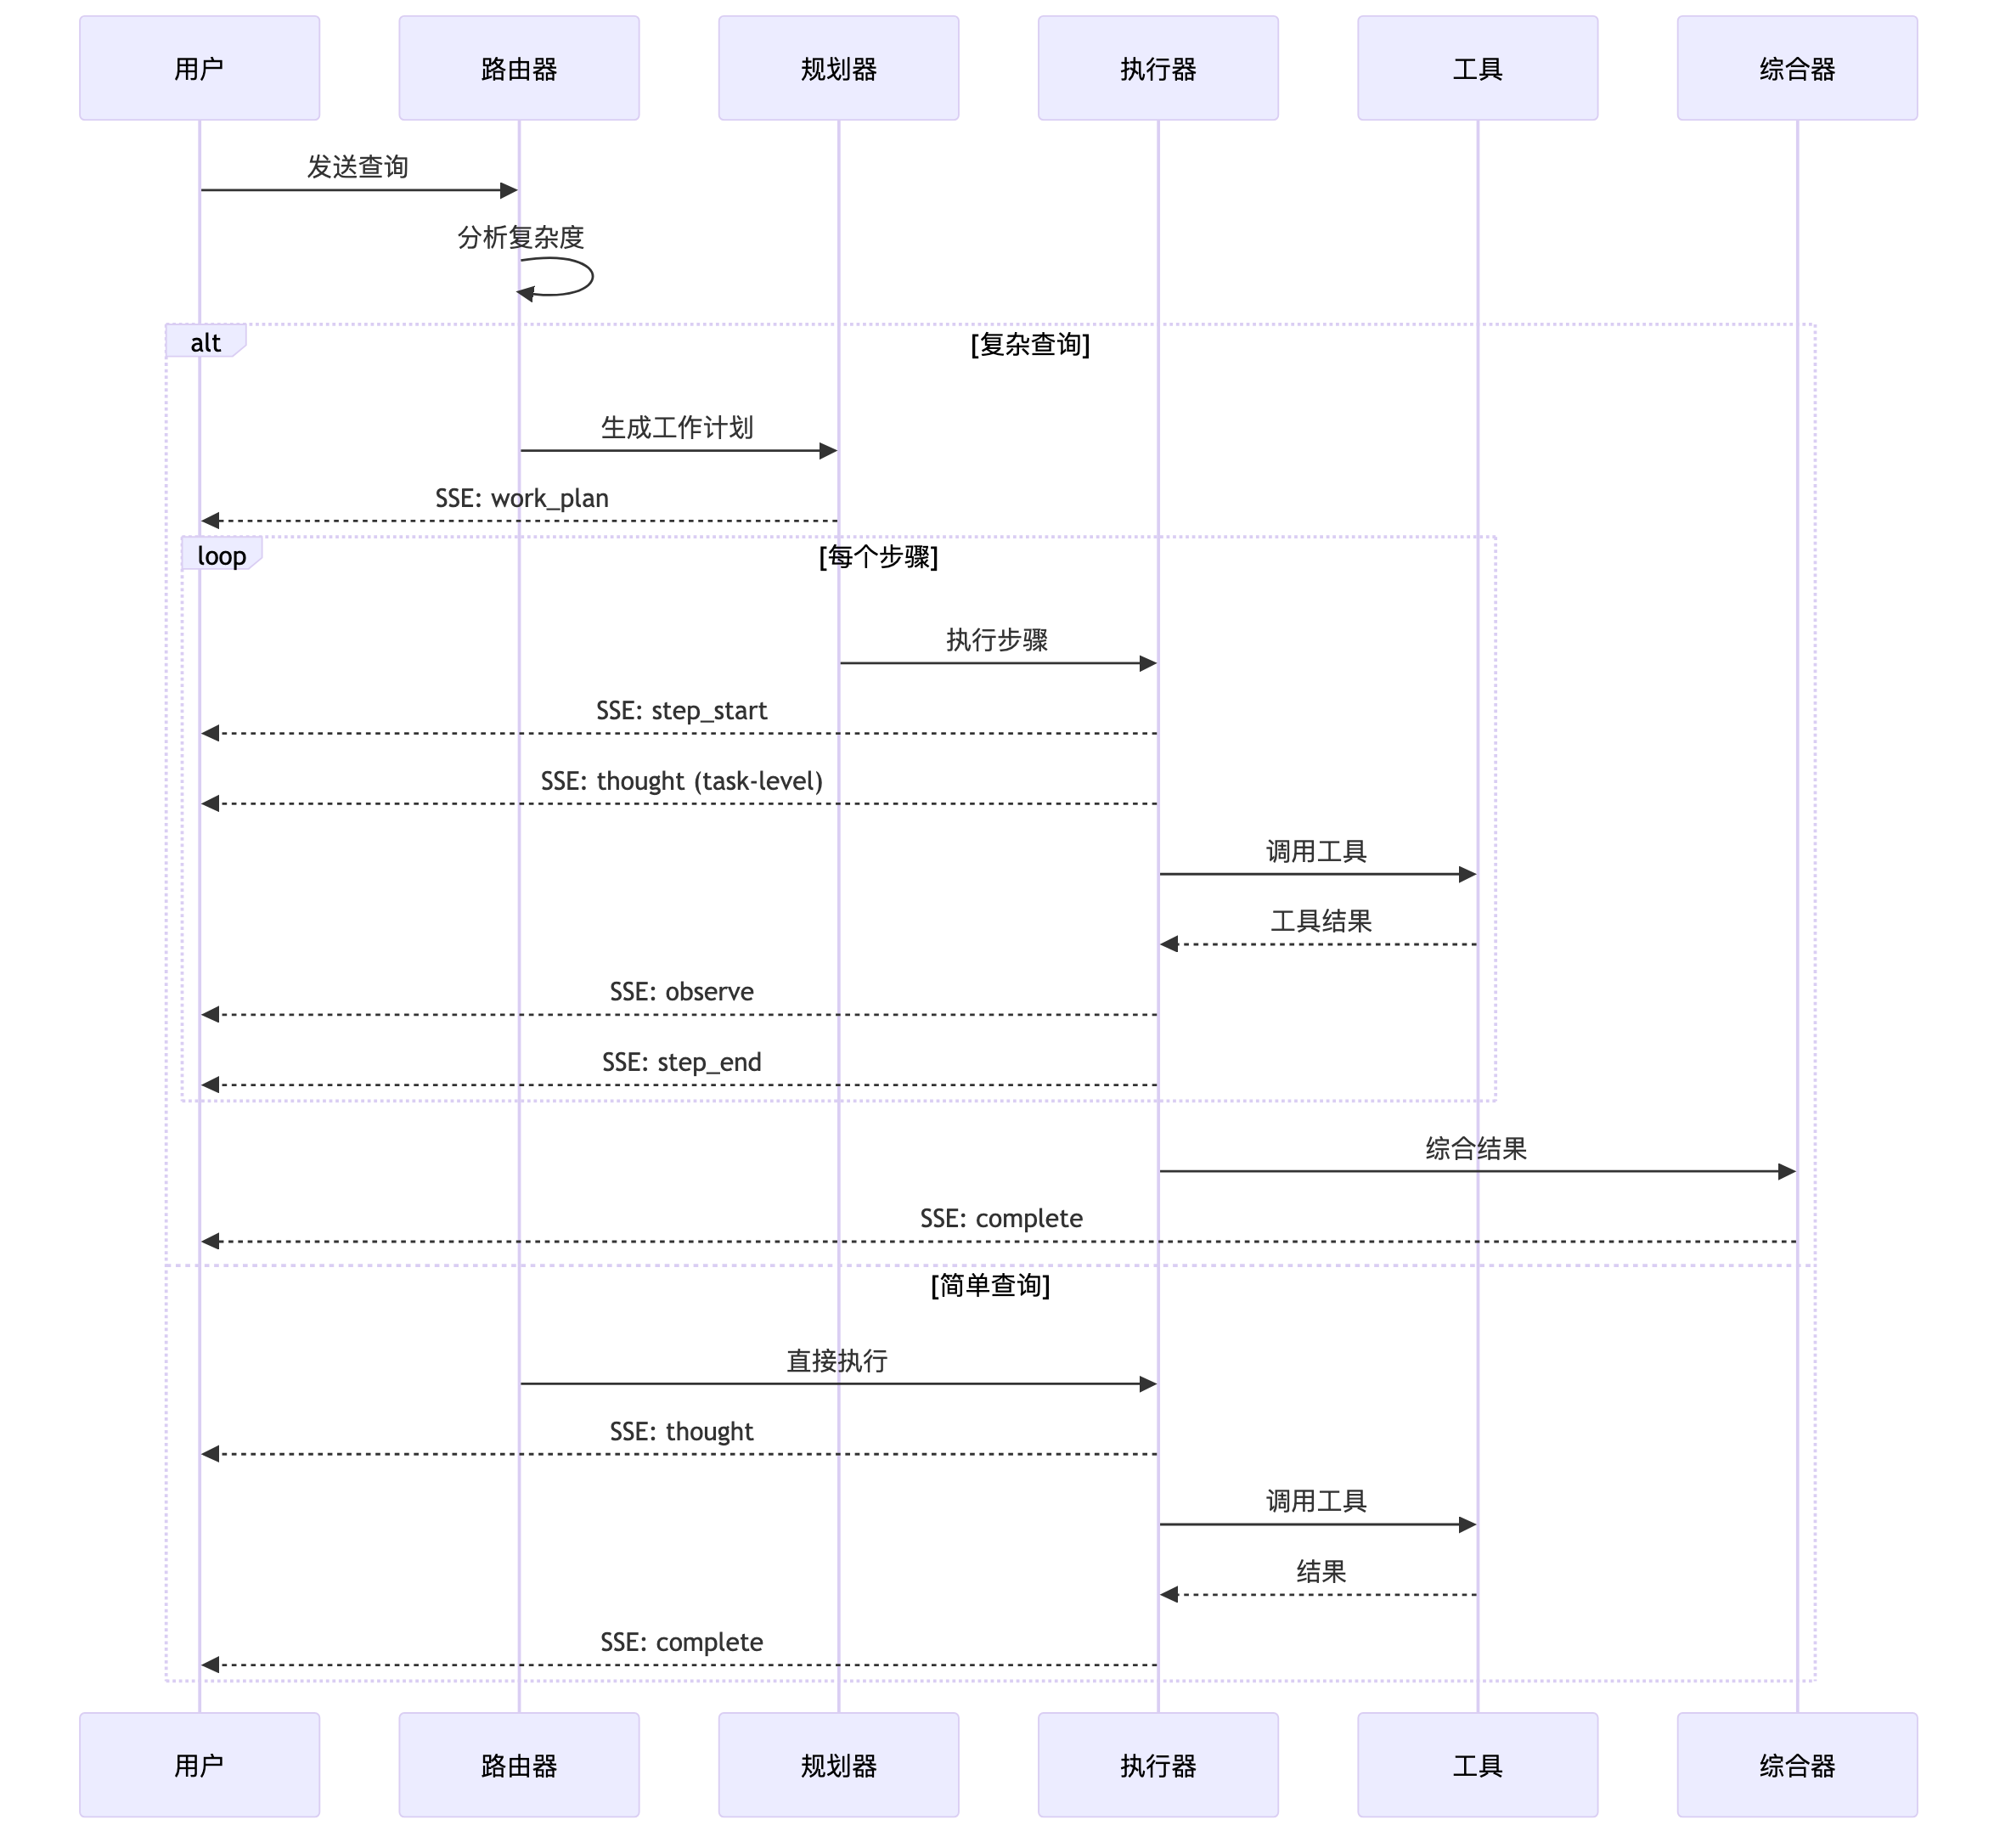 用户
路由器
规划器
执行器
工具
综合器
发送查询
分析复杂度
alt
[复杂查询]
生成工作计划
SSE: work_plan
loop
[每个步骤]
执行步骤
SSE: step_start
SSE: thought (task-level)
调用工具
工具结果
SSE: observe
SSE: step_end
综合结果
SSE: complete
[简单查询]
直接执行
SSE: thought
调用工具
结果
SSE: complete
用户
路由器
规划器
执行器
工具
综合器